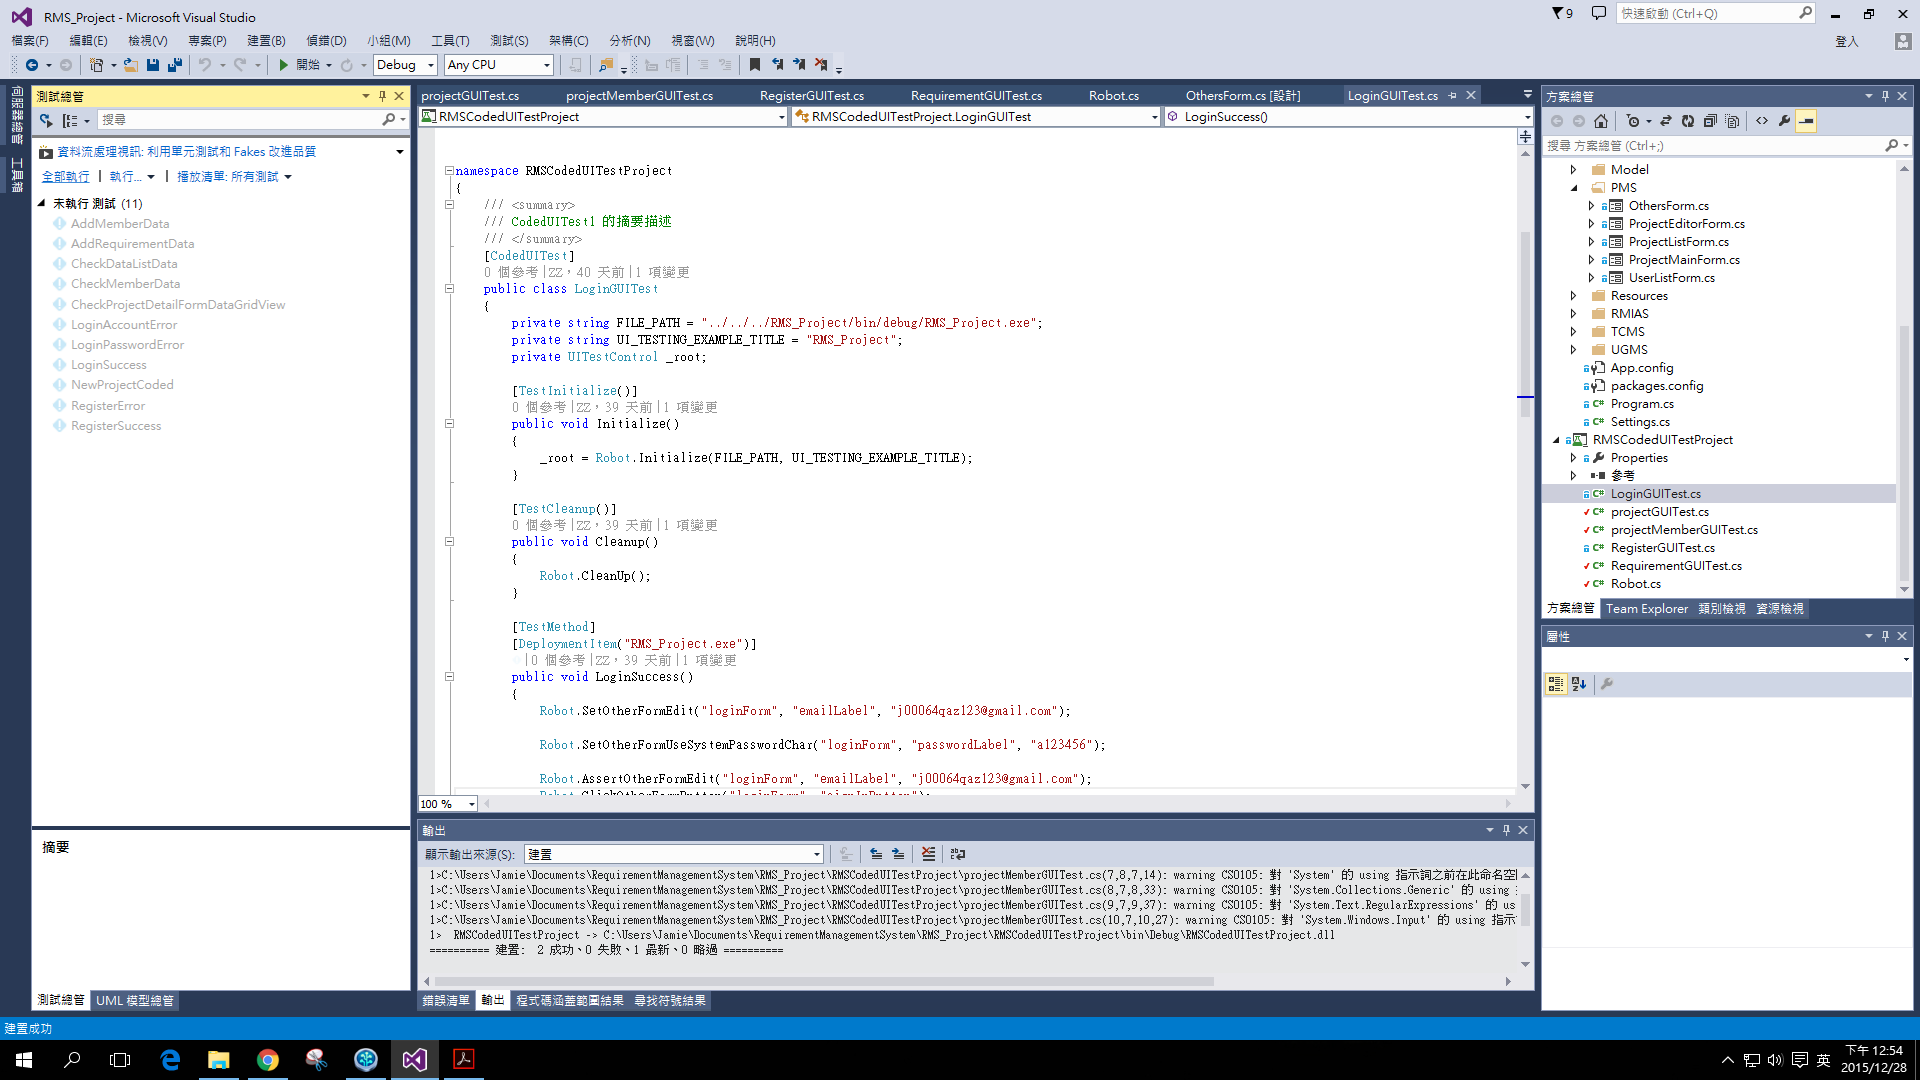 RMS_Project - Microsoft Visual Studio
9
快速啟動 (Ctrl+Q)
檔案(F) 編輯(E) 檢視(V) 專案(P) 建置(B) 偵錯(D) 小組(M) 工具(T) 測試(S) 架構(C) 分析(N) 視窗(W) 說明(H)
登入
開始 Debug Any CPU
伺服器總管
工具箱
測試總管
搜尋
資料流處理視訊: 利用單元測試和 Fakes 改進品質
全部執行 | 執行... | 播放清單: 所有測試
未執行 測試 (11)
AddMemberData
AddRequirementData
CheckDataListData
CheckMemberData
CheckProjectDetailFormDataGridView
LoginAccountError
LoginPasswordError
LoginSuccess
NewProjectCoded
RegisterError
RegisterSuccess
摘要
測試總管 UML 模型總管
projectGUITest.cs projectMemberGUITest.cs RegisterGUITest.cs RequirementGUITest.cs Robot.cs OthersForm.cs [設計] LoginGUITest.cs
RMSCodedUITestProject RMSCodedUITestProject.LoginGUITest LoginSuccess()
namespace RMSCodedUITestProject
{
/// <summary>
/// CodedUITest1 的摘要描述
/// </summary>
[CodedUITest]
0 個參考|ZZ，40 天前|1 項變更
public class LoginGUITest
{
private string FILE_PATH = "../../../RMS_Project/bin/debug/RMS_Project.exe";
private string UI_TESTING_EXAMPLE_TITLE = "RMS_Project";
private UITestControl _root;
[TestInitialize()]
0 個參考|ZZ，39 天前|1 項變更
public void Initialize()
{
_root = Robot.Initialize(FILE_PATH, UI_TESTING_EXAMPLE_TITLE);
}
[TestCleanup()]
0 個參考|ZZ，39 天前|1 項變更
public void Cleanup()
{
Robot.CleanUp();
}
[TestMethod]
[DeploymentItem("RMS_Project.exe")]
|0 個參考|ZZ，39 天前|1 項變更
public void LoginSuccess()
{
Robot.SetOtherFormEdit("loginForm", "emailLabel", "j00064qaz123@gmail.com");
Robot.SetOtherFormUseSystemPasswordChar("loginForm", "passwordLabel", "a123456");
Robot.AssertOtherFormEdit("loginForm", "emailLabel", "j00064qaz123@gmail.com");
Robot.ClickOtherFormButton("loginForm", "signInButton");
100 %
輸出
顯示輸出來源(S): 建置
1>C:\Users\Jamie\Documents\RequirementManagementSystem\RMS_Project\RMSCodedUITestProject\projectMemberGUITest.cs(7,8,7,14): warning CS0105: 對 'System' 的 using 指示詞之前在此命名空
1>C:\Users\Jamie\Documents\RequirementManagementSystem\RMS_Project\RMSCodedUITestProject\projectMemberGUITest.cs(8,7,8,33): warning CS0105: 對 'System.Collections.Generic' 的 using
1>C:\Users\Jamie\Documents\RequirementManagementSystem\RMS_Project\RMSCodedUITestProject\projectMemberGUITest.cs(9,7,9,37): warning CS0105: 對 'System.Text.RegularExpressions' 的 us
1>C:\Users\Jamie\Documents\RequirementManagementSystem\RMS_Project\RMSCodedUITestProject\projectMemberGUITest.cs(10,7,10,27): warning CS0105: 對 'System.Windows.Input' 的 using 指示
1> RMSCodedUITestProject -> C:\Users\Jamie\Documents\RequirementManagementSystem\RMS_Project\RMSCodedUITestProject\bin\Debug\RMSCodedUITestProject.dll
========== 建置: 2 成功、0 失敗、1 最新、0 略過 ==========
錯誤清單 輸出 程式碼涵蓋範圍結果 尋找符號結果
方案總管
搜尋 方案總管 (Ctrl+;)
Model
PMS
OthersForm.cs
ProjectEditorForm.cs
ProjectListForm.cs
ProjectMainForm.cs
UserListForm.cs
Resources
RMIAS
TCMS
UGMS
App.config
packages.config
Program.cs
Settings.cs
RMSCodedUITestProject
Properties
參考
LoginGUITest.cs
projectGUITest.cs
projectMemberGUITest.cs
RegisterGUITest.cs
RequirementGUITest.cs
Robot.cs
方案總管 Team Explorer 類別檢視 資源檢視
屬性
建置成功
英
下午 12:54
2015/12/28